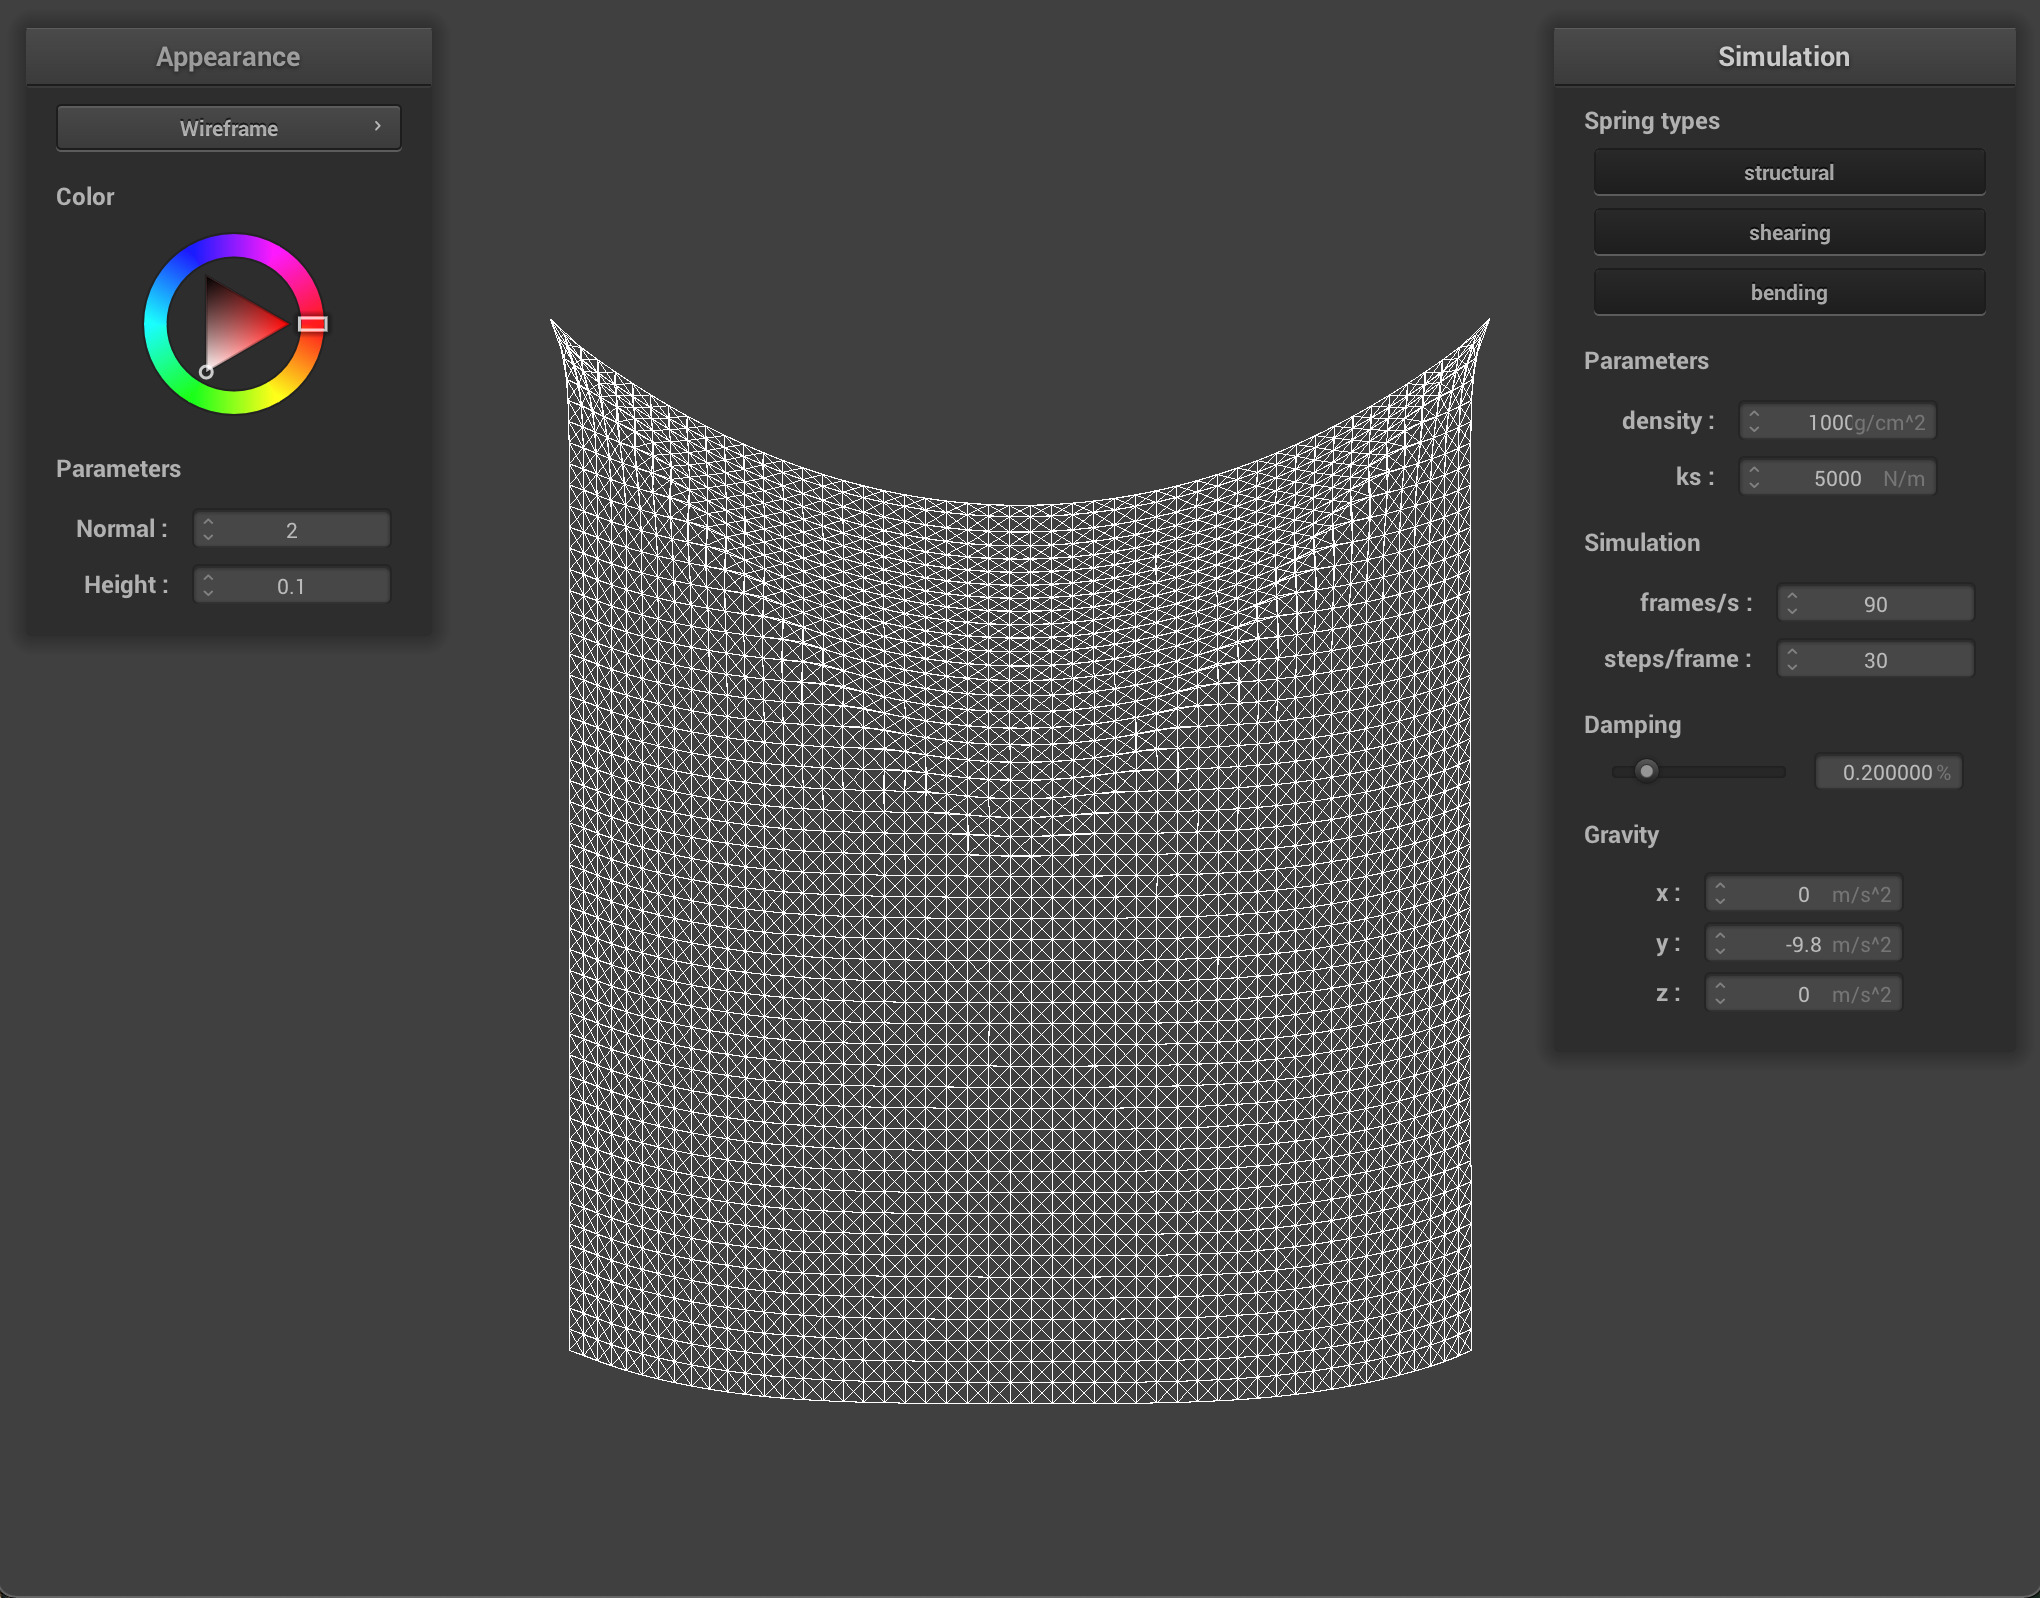 Appearance
Wireframe
Color
Parameters
Normal : 2
Height : 0.1
Simulation
Spring types
structural
shearing
bending
Parameters
density : 1000 g/cm^2
ks : 5000 N/m
Simulation
frames/s : 90
steps/frame : 30
Damping
0.200000 %
Gravity
x : 0 m/s^2
y : -9.8 m/s^2
z : 0 m/s^2